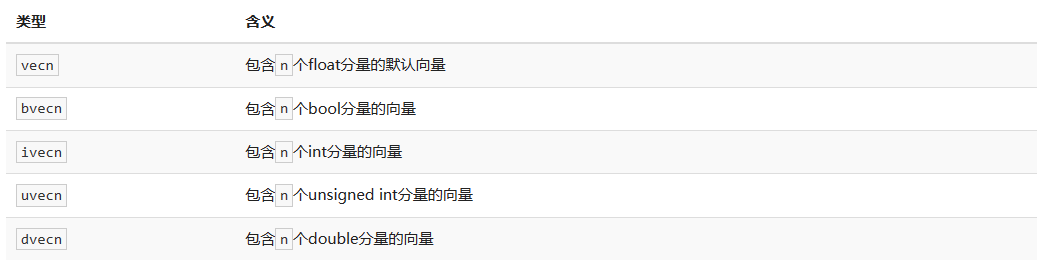 类型 含义
vecn 包含n个float分量的默认向量
bvecn 包含n个bool分量的向量
ivecn 包含n个int分量的向量
uvecn 包含n个unsigned int分量的向量
dvecn 包含n个double分量的向量